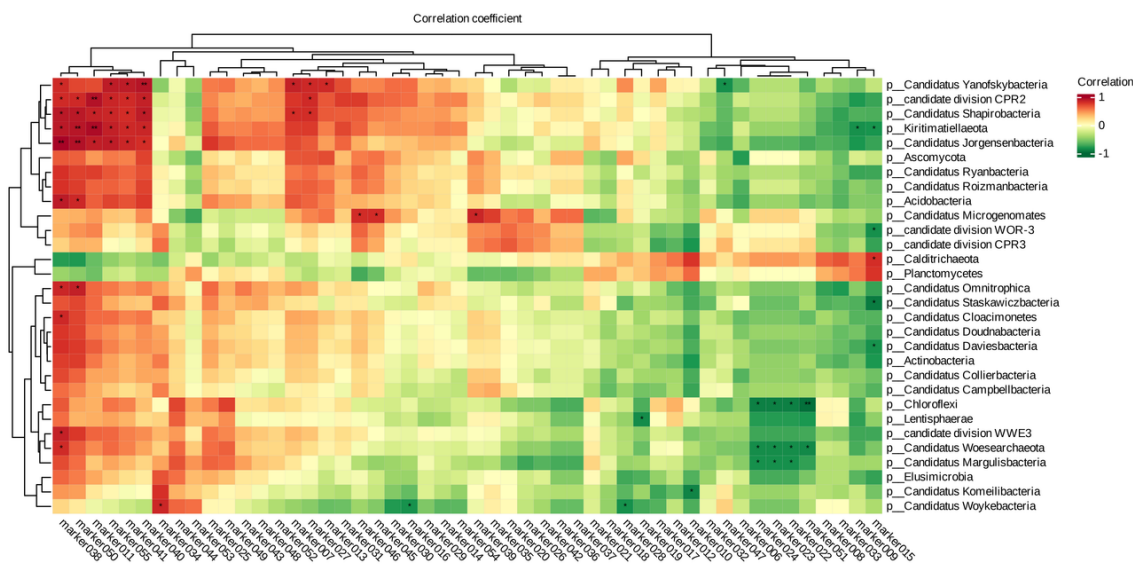 Correlation coefficient
Correlation
1
0
-1
p__Candidatus Yanofskybacteria
p__candidate division CPR2
p__Candidatus Shapirobacteria
p__Kiritimatiellaeota
p__Candidatus Jorgensenbacteria
p__Ascomycota
p__Candidatus Ryanbacteria
p__Candidatus Roizmanbacteria
p__Acidobacteria
p__Candidatus Microgenomates
p__candidate division WOR-3
p__candidate division CPR3
p__Calditrichaeota
p__Planctomycetes
p__Candidatus Omnitrophica
p__Candidatus Staskawiczbacteria
p__Candidatus Cloacimonetes
p__Candidatus Doudnabacteria
p__Candidatus Daviesbacteria
p__Actinobacteria
p__Candidatus Collierbacteria
p__Candidatus Campbellbacteria
p__Chloroflexi
p__Lentisphaerae
p__candidate division WWE3
p__Candidatus Woesearchaeota
p__Candidatus Margulisbacteria
p__Elusimicrobia
p__Candidatus Komeilibacteria
p__Candidatus Woykebacteria
marker038
marker050
marker011
marker055
marker041
marker040
marker034
marker044
marker053
marker025
marker049
marker043
marker048
marker052
marker007
marker027
marker031
marker046
marker045
marker030
marker016
marker029
marker014
marker054
marker039
marker035
marker020
marker026
marker042
marker036
marker037
marker021
marker018
marker028
marker019
marker017
marker012
marker032
marker047
marker006
marker024
marker023
marker022
marker051
marker008
marker033
marker009
marker015